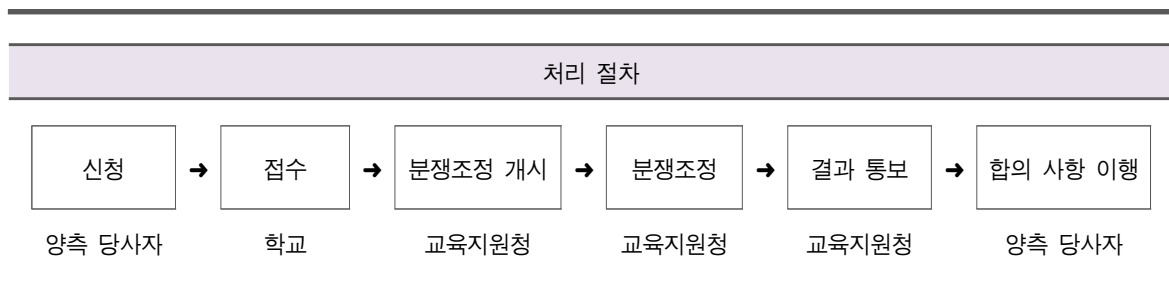 처리 절차
신청 ➜ 접수 ➜ 분쟁조정 개시 ➜ 분쟁조정 ➜ 결과 통보 ➜ 합의 사항 이행
양측 당사자 학교 교육지원청 교육지원청 교육지원청 양측 당사자